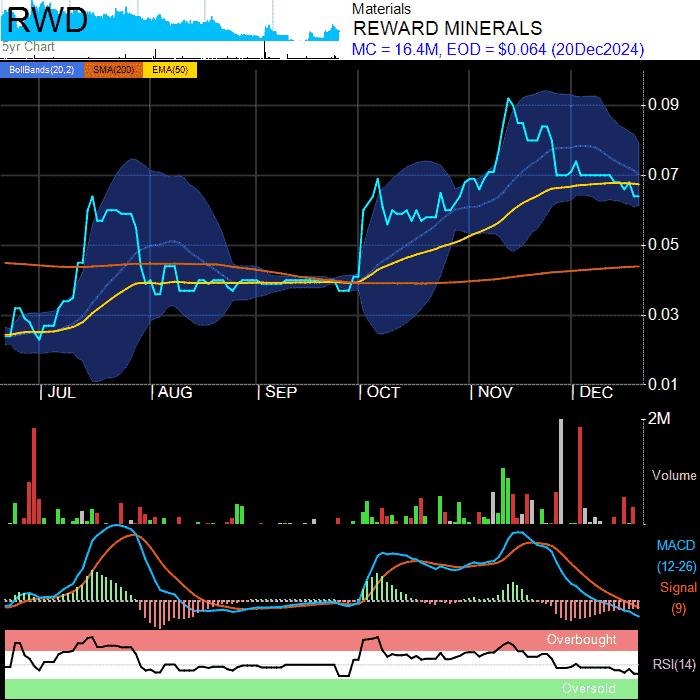 RWD
5yr Chart
Materials
REWARD MINERALS
MC = 16.4M, EOD = $0.064 (20Dec2024)
BollBands(20,2) SMA(200) EMA(50)
0.09
0.07
0.05
0.03
0.01
JUL AUG SEP OCT NOV DEC
2M
Volume
MACD
(12-26)
Signal
(9)
Overbought
RSI(14)
Oversold